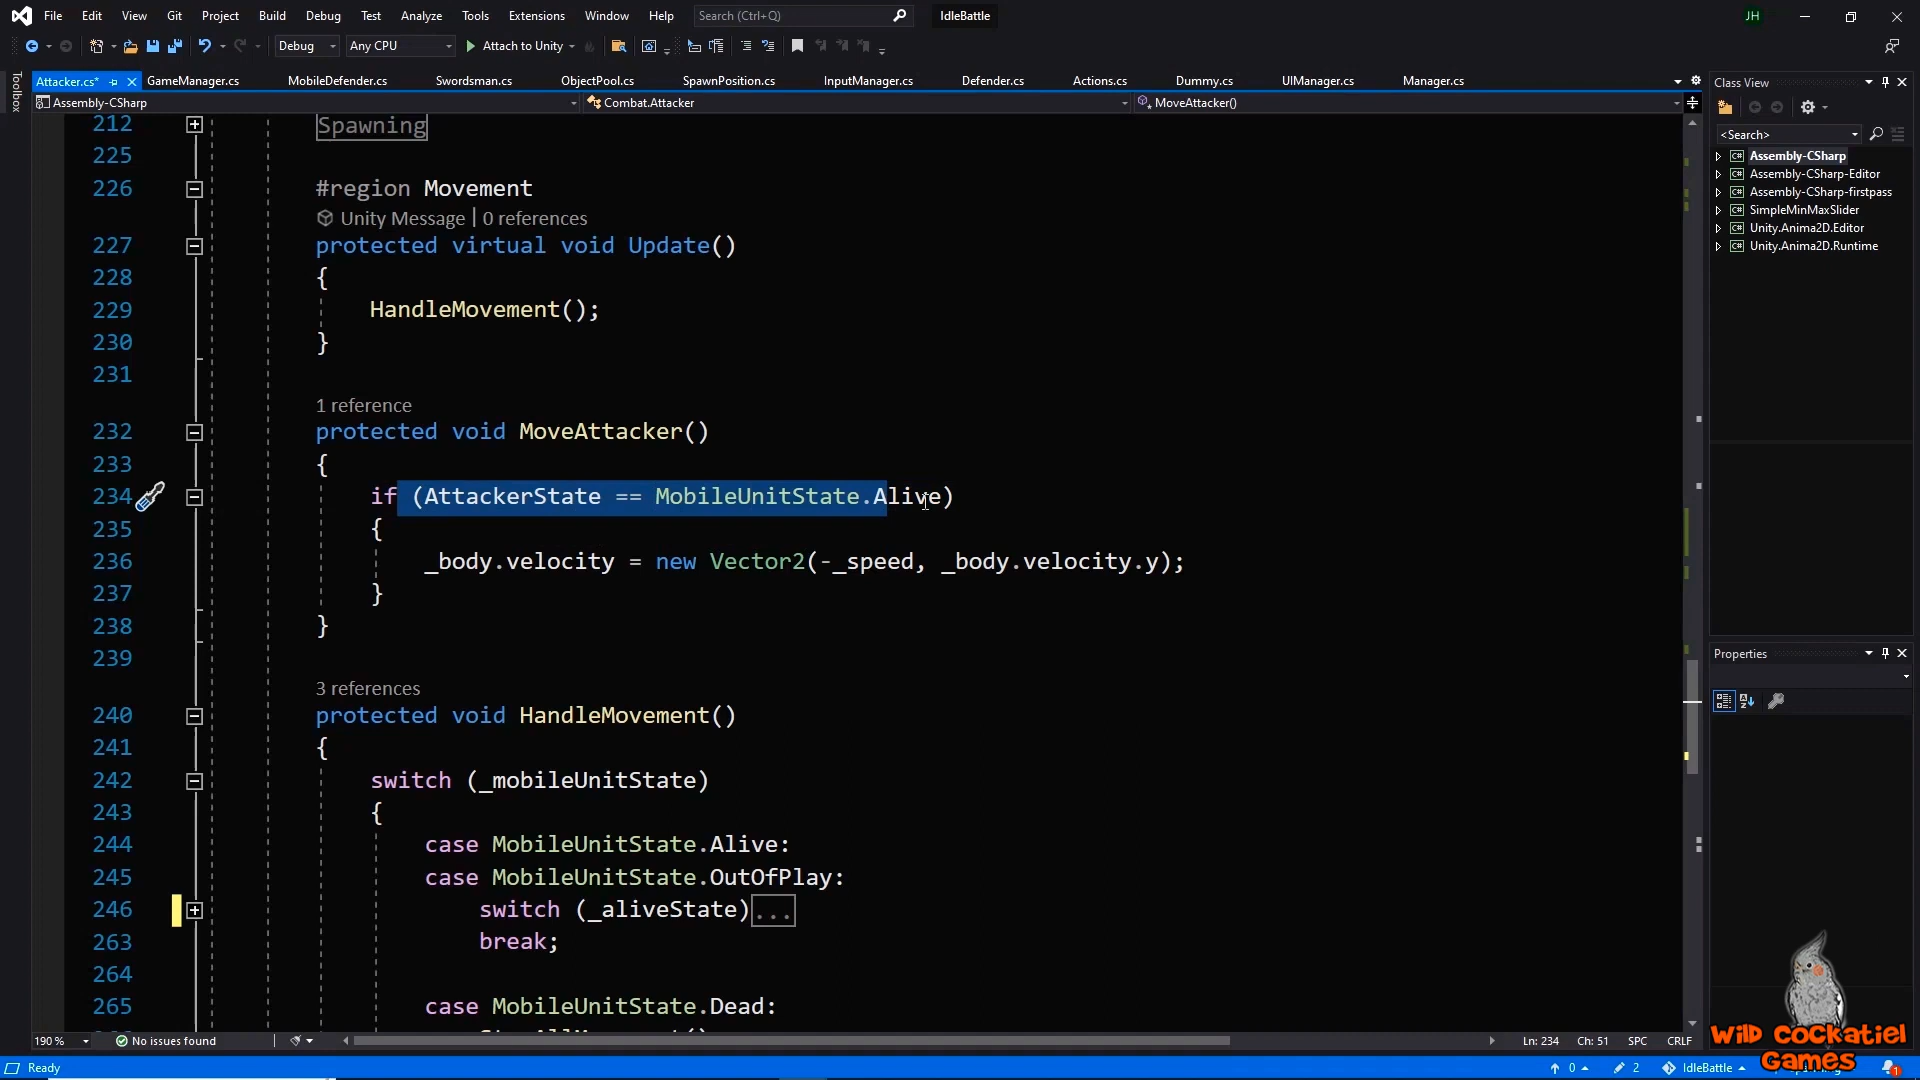 File Edit View Git Project Build Debug Test Analyze Tools Extensions Window Help Search (Ctrl+Q) IdleBattle JH
Debug Any CPU Attach to Unity
Toolbox
Attacker.cs* GameManager.cs MobileDefender.cs Swordsman.cs ObjectPool.cs SpawnPosition.cs InputManager.cs Defender.cs Actions.cs Dummy.cs UIManager.cs Manager.cs
Assembly-CSharp Combat.Attacker MoveAttacker()
212 Spawning
225
226 #region Movement
Unity Message | 0 references
227 protected virtual void Update()
228 {
229 HandleMovement();
230 }
231
1 reference
232 protected void MoveAttacker()
233 {
234 if (AttackerState == MobileUnitState.Alive)
235 {
236 _body.velocity = new Vector2(-_speed, _body.velocity.y);
237 }
238 }
239
3 references
240 protected void HandleMovement()
241 {
242 switch (_mobileUnitState)
243 {
244 case MobileUnitState.Alive:
245 case MobileUnitState.OutOfPlay:
246 switch (_aliveState)...
263 break;
264
265 case MobileUnitState.Dead:
190 % No issues found Ln: 234 Ch: 51 SPC CRLF
Class View
<Search>
Assembly-CSharp
Assembly-CSharp-Editor
Assembly-CSharp-firstpass
SimpleMinMaxSlider
Unity.Anima2D.Editor
Unity.Anima2D.Runtime
Properties
Wild Cockatiel
Games
Ready 0 2 IdleBattle 1